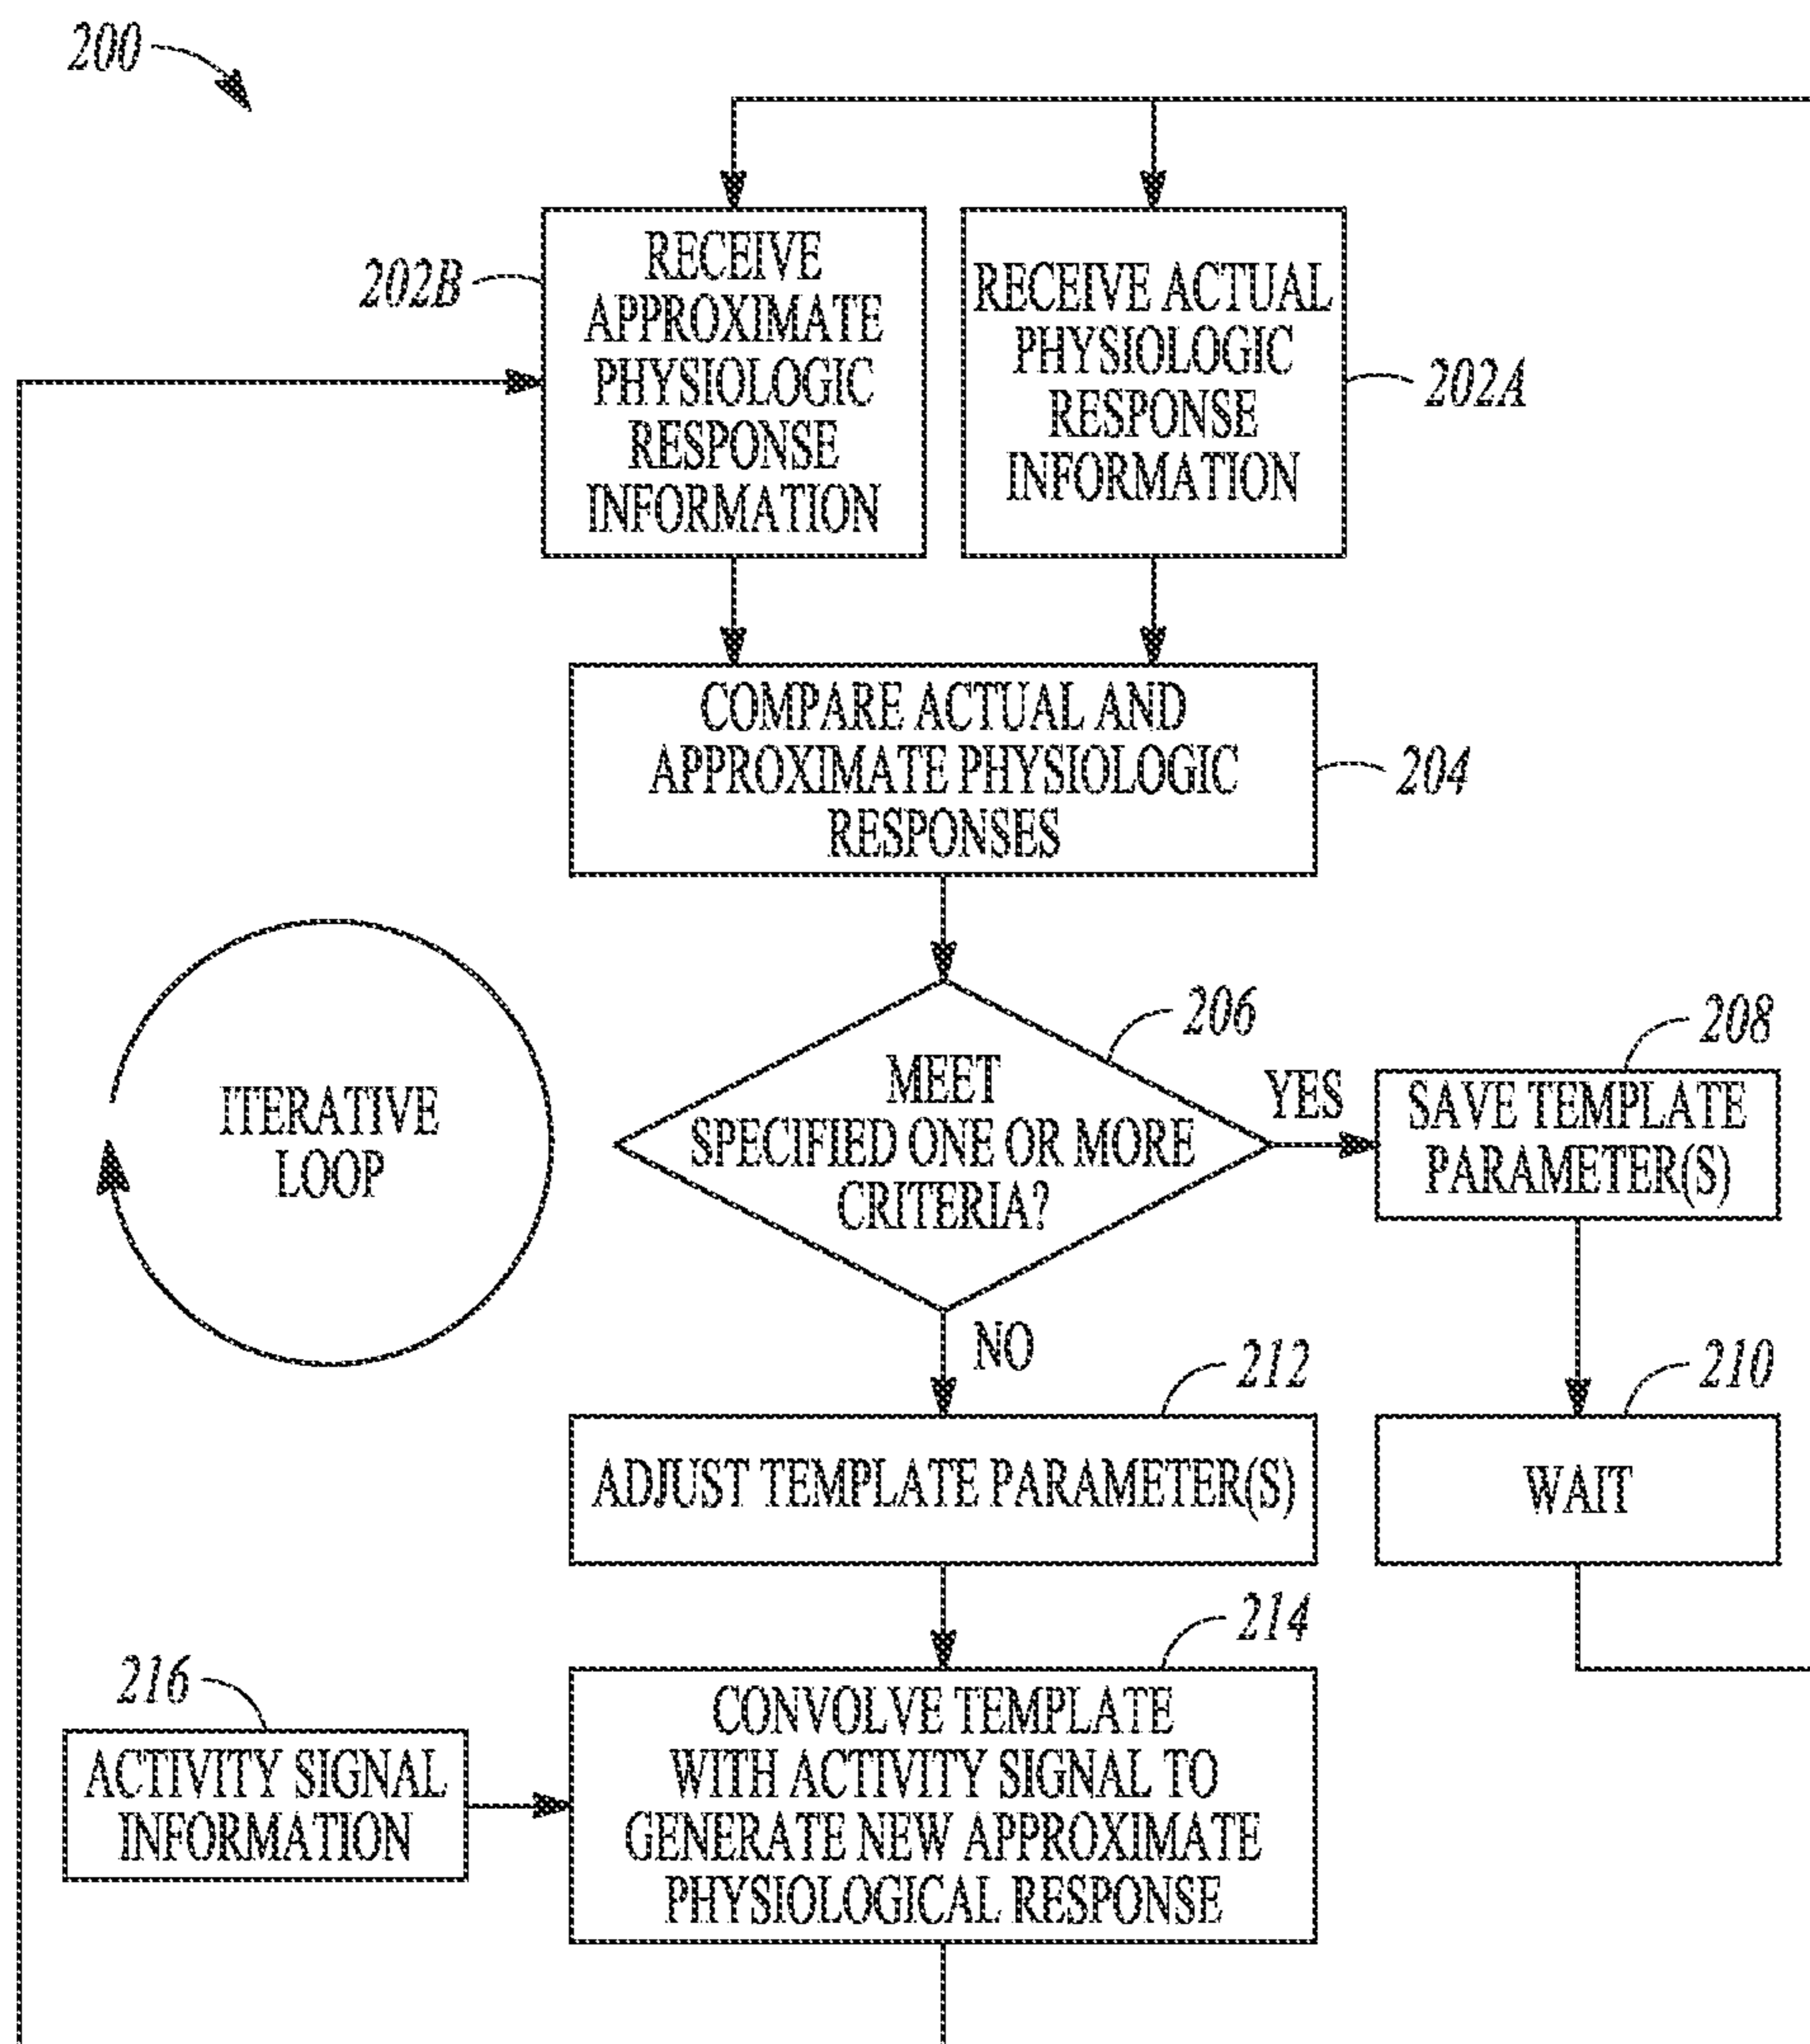 200
202B
RECEIVE
APPROXIMATE
PHYSIOLOGIC
RESPONSE
INFORMATION
RECEIVE ACTUAL
PHYSIOLOGIC
RESPONSE
INFORMATION
202A
COMPARE ACTUAL AND
APPROXIMATE PHYSIOLOGIC
RESPONSES
204
ITERATIVE
LOOP
206
MEET
SPECIFIED ONE OR MORE
CRITERIA?
YES
208
SAVE TEMPLATE
PARAMETER(S)
NO
212
ADJUST TEMPLATE PARAMETER(S)
210
WAIT
216
ACTIVITY SIGNAL
INFORMATION
214
CONVOLVE TEMPLATE
WITH ACTIVITY SIGNAL TO
GENERATE NEW APPROXIMATE
PHYSIOLOGICAL RESPONSE